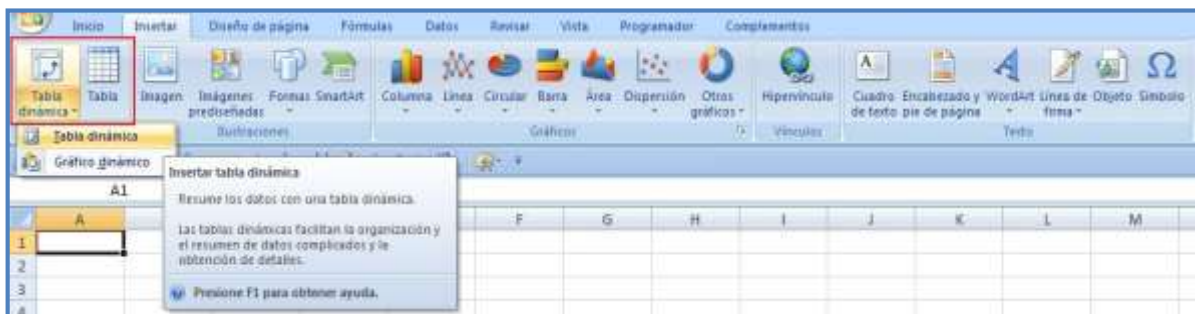 Inicio Insertar Diseño de página Fórmulas Datos Revisar Vista Programador Complementos
Tabla dinámica Tabla Imagen Imágenes prediseñadas Formas SmartArt Columna Línea Circular Barra Área Dispersión Otros gráficos Hipervínculo Cuadro de texto Encabezado y pie de página WordArt Línea de firma Objeto Símbolo
Tabla dinámica Ilustraciones Gráficos Vínculos Texto
Gráfico dinámico
Insertar tabla dinámica
A1
Resume los datos con una tabla dinámica.
A F G H I J K L M
Las tablas dinámicas facilitan la organización y
1 el resumen de datos complicados y la
2 obtención de detalles.
3 Presione F1 para obtener ayuda.
4